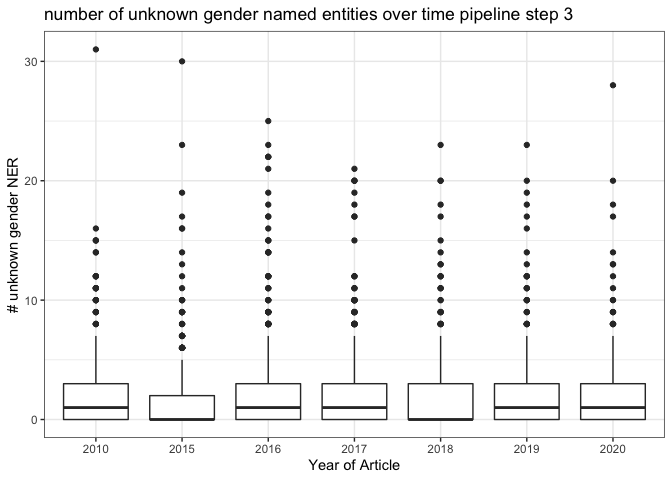 number of unknown gender named entities over time pipeline step 3
# unknown gender NER
30
20
10
0
2010 2015 2016 2017 2018 2019 2020
Year of Article